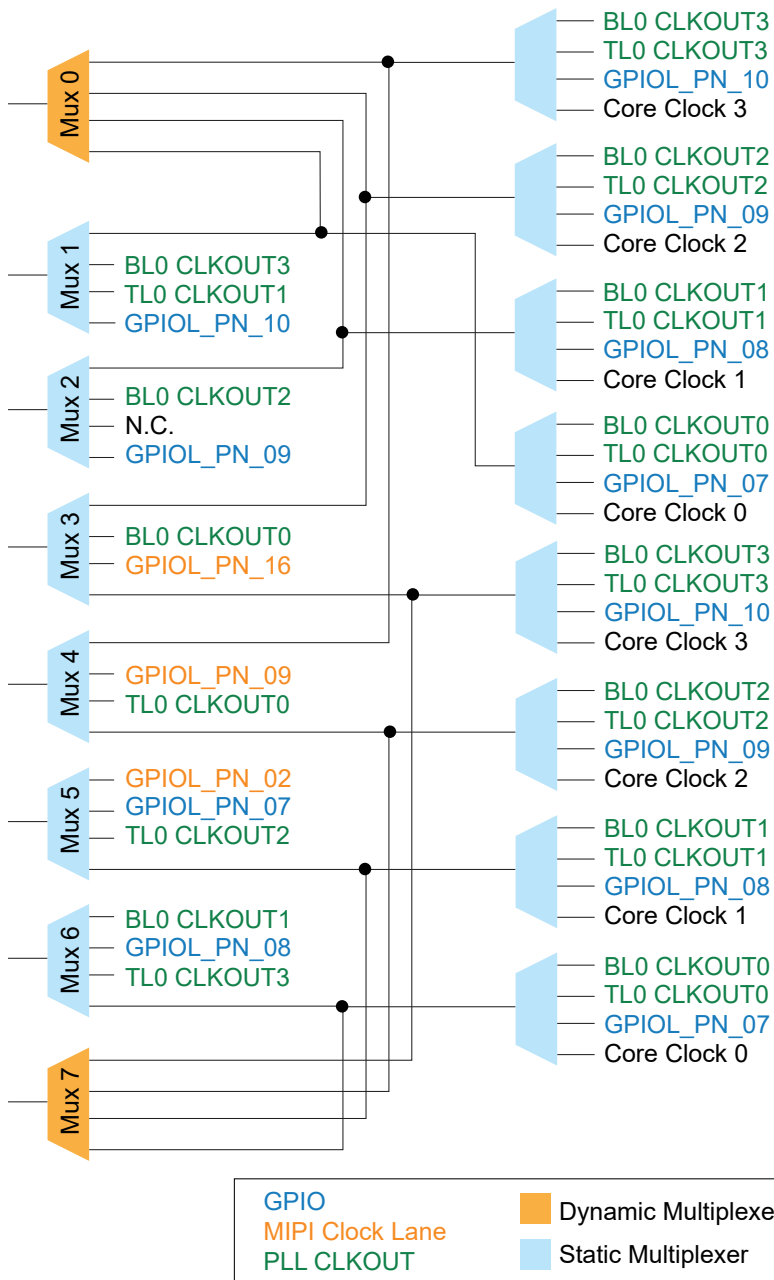 Mux 0
Mux 1
BL0 CLKOUT3
TL0 CLKOUT1
GPIOL_PN_10
Mux 2
BL0 CLKOUT2
N.C.
GPIOL_PN_09
Mux 3
BL0 CLKOUT0
GPIOL_PN_16
Mux 4
GPIOL_PN_09
TL0 CLKOUT0
Mux 5
GPIOL_PN_02
GPIOL_PN_07
TL0 CLKOUT2
Mux 6
BL0 CLKOUT1
GPIOL_PN_08
TL0 CLKOUT3
Mux 7
BL0 CLKOUT3
TL0 CLKOUT3
GPIOL_PN_10
Core Clock 3
BL0 CLKOUT2
TL0 CLKOUT2
GPIOL_PN_09
Core Clock 2
BL0 CLKOUT1
TL0 CLKOUT1
GPIOL_PN_08
Core Clock 1
BL0 CLKOUT0
TL0 CLKOUT0
GPIOL_PN_07
Core Clock 0
BL0 CLKOUT3
TL0 CLKOUT3
GPIOL_PN_10
Core Clock 3
BL0 CLKOUT2
TL0 CLKOUT2
GPIOL_PN_09
Core Clock 2
BL0 CLKOUT1
TL0 CLKOUT1
GPIOL_PN_08
Core Clock 1
BL0 CLKOUT0
TL0 CLKOUT0
GPIOL_PN_07
Core Clock 0
GPIO
MIPI Clock Lane
PLL CLKOUT
Dynamic Multiplexe
Static Multiplexer